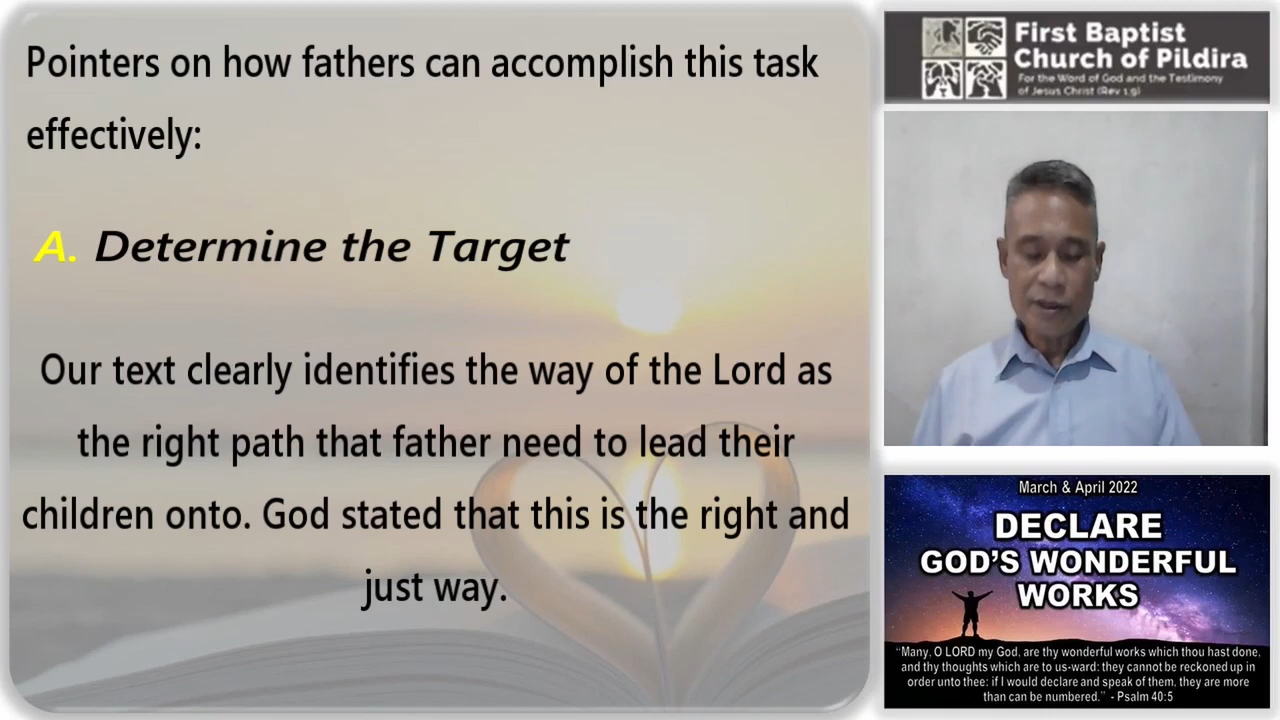 Pointers on how fathers can accomplish this task
effectively:
A. Determine the Target
Our text clearly identifies the way of the Lord as
the right path that father need to lead their
children onto. God stated that this is the right and
just way.
First Baptist
Church of Pildira
For the Word of God and the Testimony
of Jesus Christ (Rev 1:9)
March & April 2022
DECLARE
GOD'S WONDERFUL
WORKS
"Many, O LORD my God, are thy wonderful works which thou hast done,
and thy thoughts which are to us-ward: they cannot be reckoned up in
order unto thee: if I would declare and speak of them, they are more
than can be numbered." - Psalm 40:5